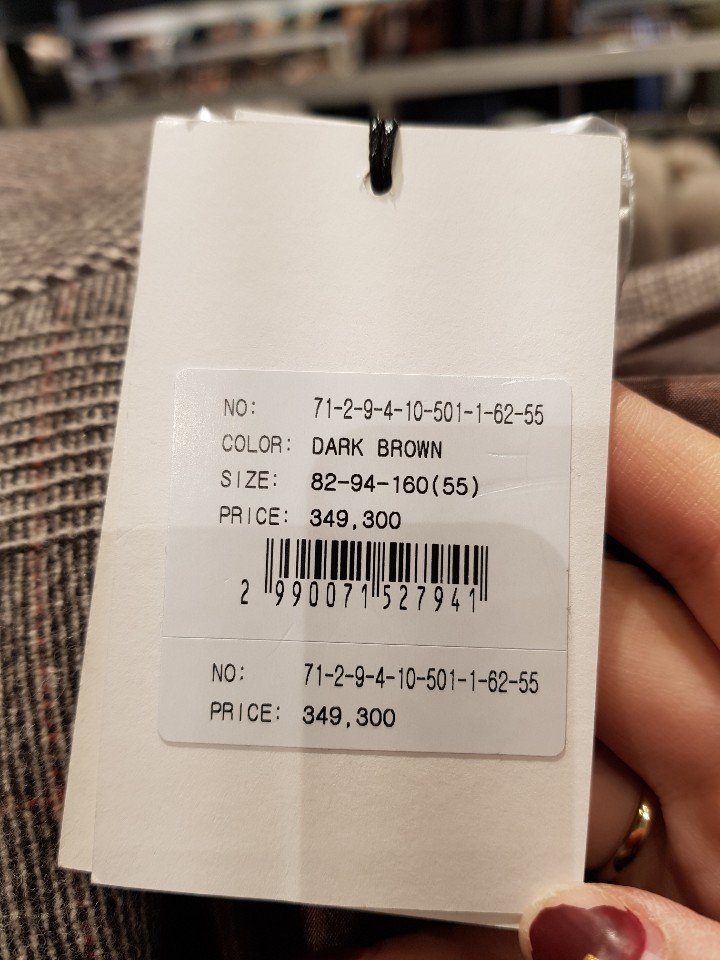 NO: 71-2-9-4-10-501-1-62-55
COLOR: DARK BROWN
SIZE: 82-94-160(55)
PRICE: 349,300
2 990071 527941
NO: 71-2-9-4-10-501-1-62-55
PRICE: 349,300